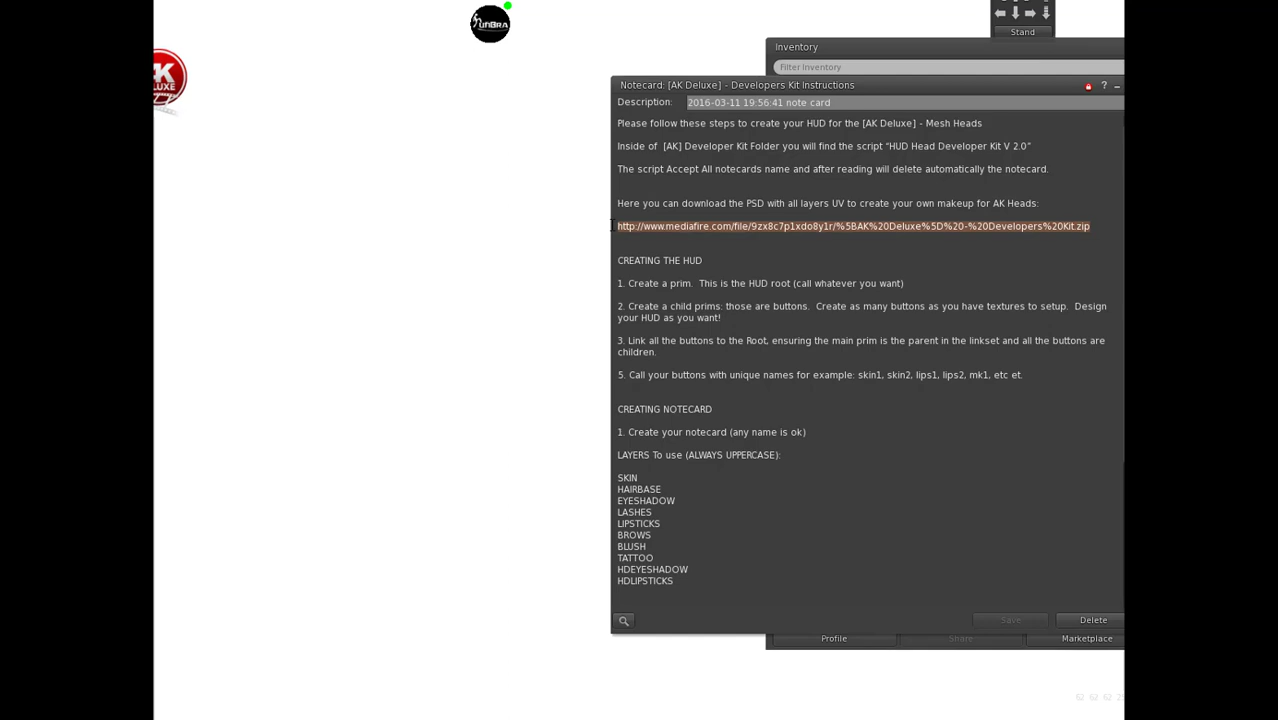 unBRA
K
UXE
Stand
Inventory
Filter Inventory
Notecard: [AK Deluxe] - Developers Kit Instructions
?
Description: 2016-03-11 19:56:41 note card
Please follow these steps to create your HUD for the [AK Deluxe] - Mesh Heads
Inside of [AK] Developer Kit Folder you will find the script “HUD Head Developer Kit V 2.0”
The script Accept All notecards name and after reading will delete automatically the notecard.
Here you can download the PSD with all layers UV to create your own makeup for AK Heads:
http://www.mediafire.com/file/9zx8c7p1xdo8y1r/%5BAK%20Deluxe%5D%20-%20Developers%20Kit.zip
CREATING THE HUD
1. Create a prim. This is the HUD root (call whatever you want)
2. Create a child prims: those are buttons. Create as many buttons as you have textures to setup. Design
your HUD as you want!
3. Link all the buttons to the Root, ensuring the main prim is the parent in the linkset and all the buttons are
children.
5. Call your buttons with unique names for example: skin1, skin2, lips1, lips2, mk1, etc et.
CREATING NOTECARD
1. Create your notecard (any name is ok)
LAYERS To use (ALWAYS UPPERCASE):
SKIN
HAIRBASE
EYESHADOW
LASHES
LIPSTICKS
BROWS
BLUSH
TATTOO
HDEYESHADOW
HDLIPSTICKS
Save Delete
Profile Share Marketplace